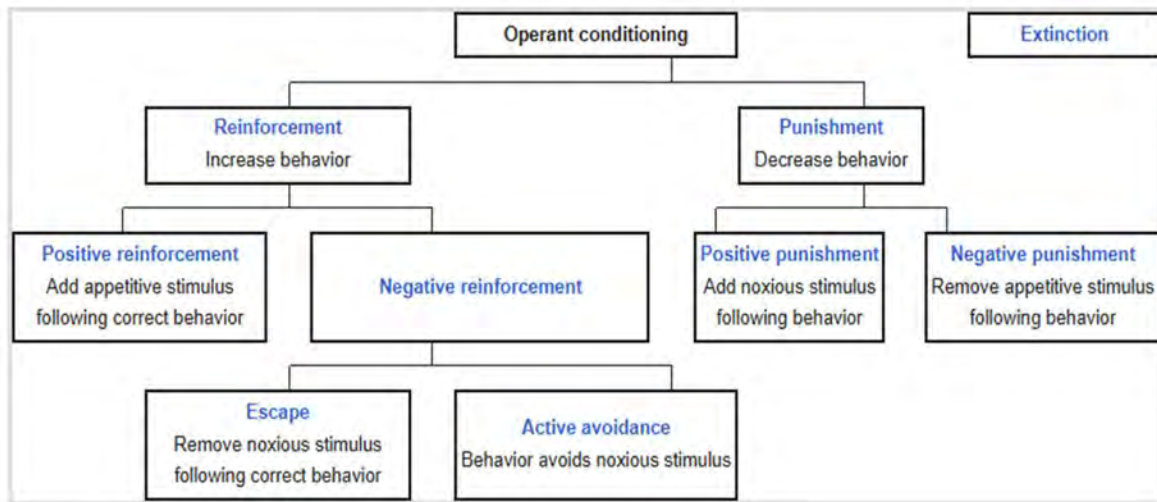 Operant conditioning
Extinction
Reinforcement
Increase behavior
Punishment
Decrease behavior
Positive reinforcement
Add appetitive stimulus
following correct behavior
Negative reinforcement
Positive punishment
Add noxious stimulus
following behavior
Negative punishment
Remove appetitive stimulus
following behavior
Escape
Remove noxious stimulus
following correct behavior
Active avoidance
Behavior avoids noxious stimulus